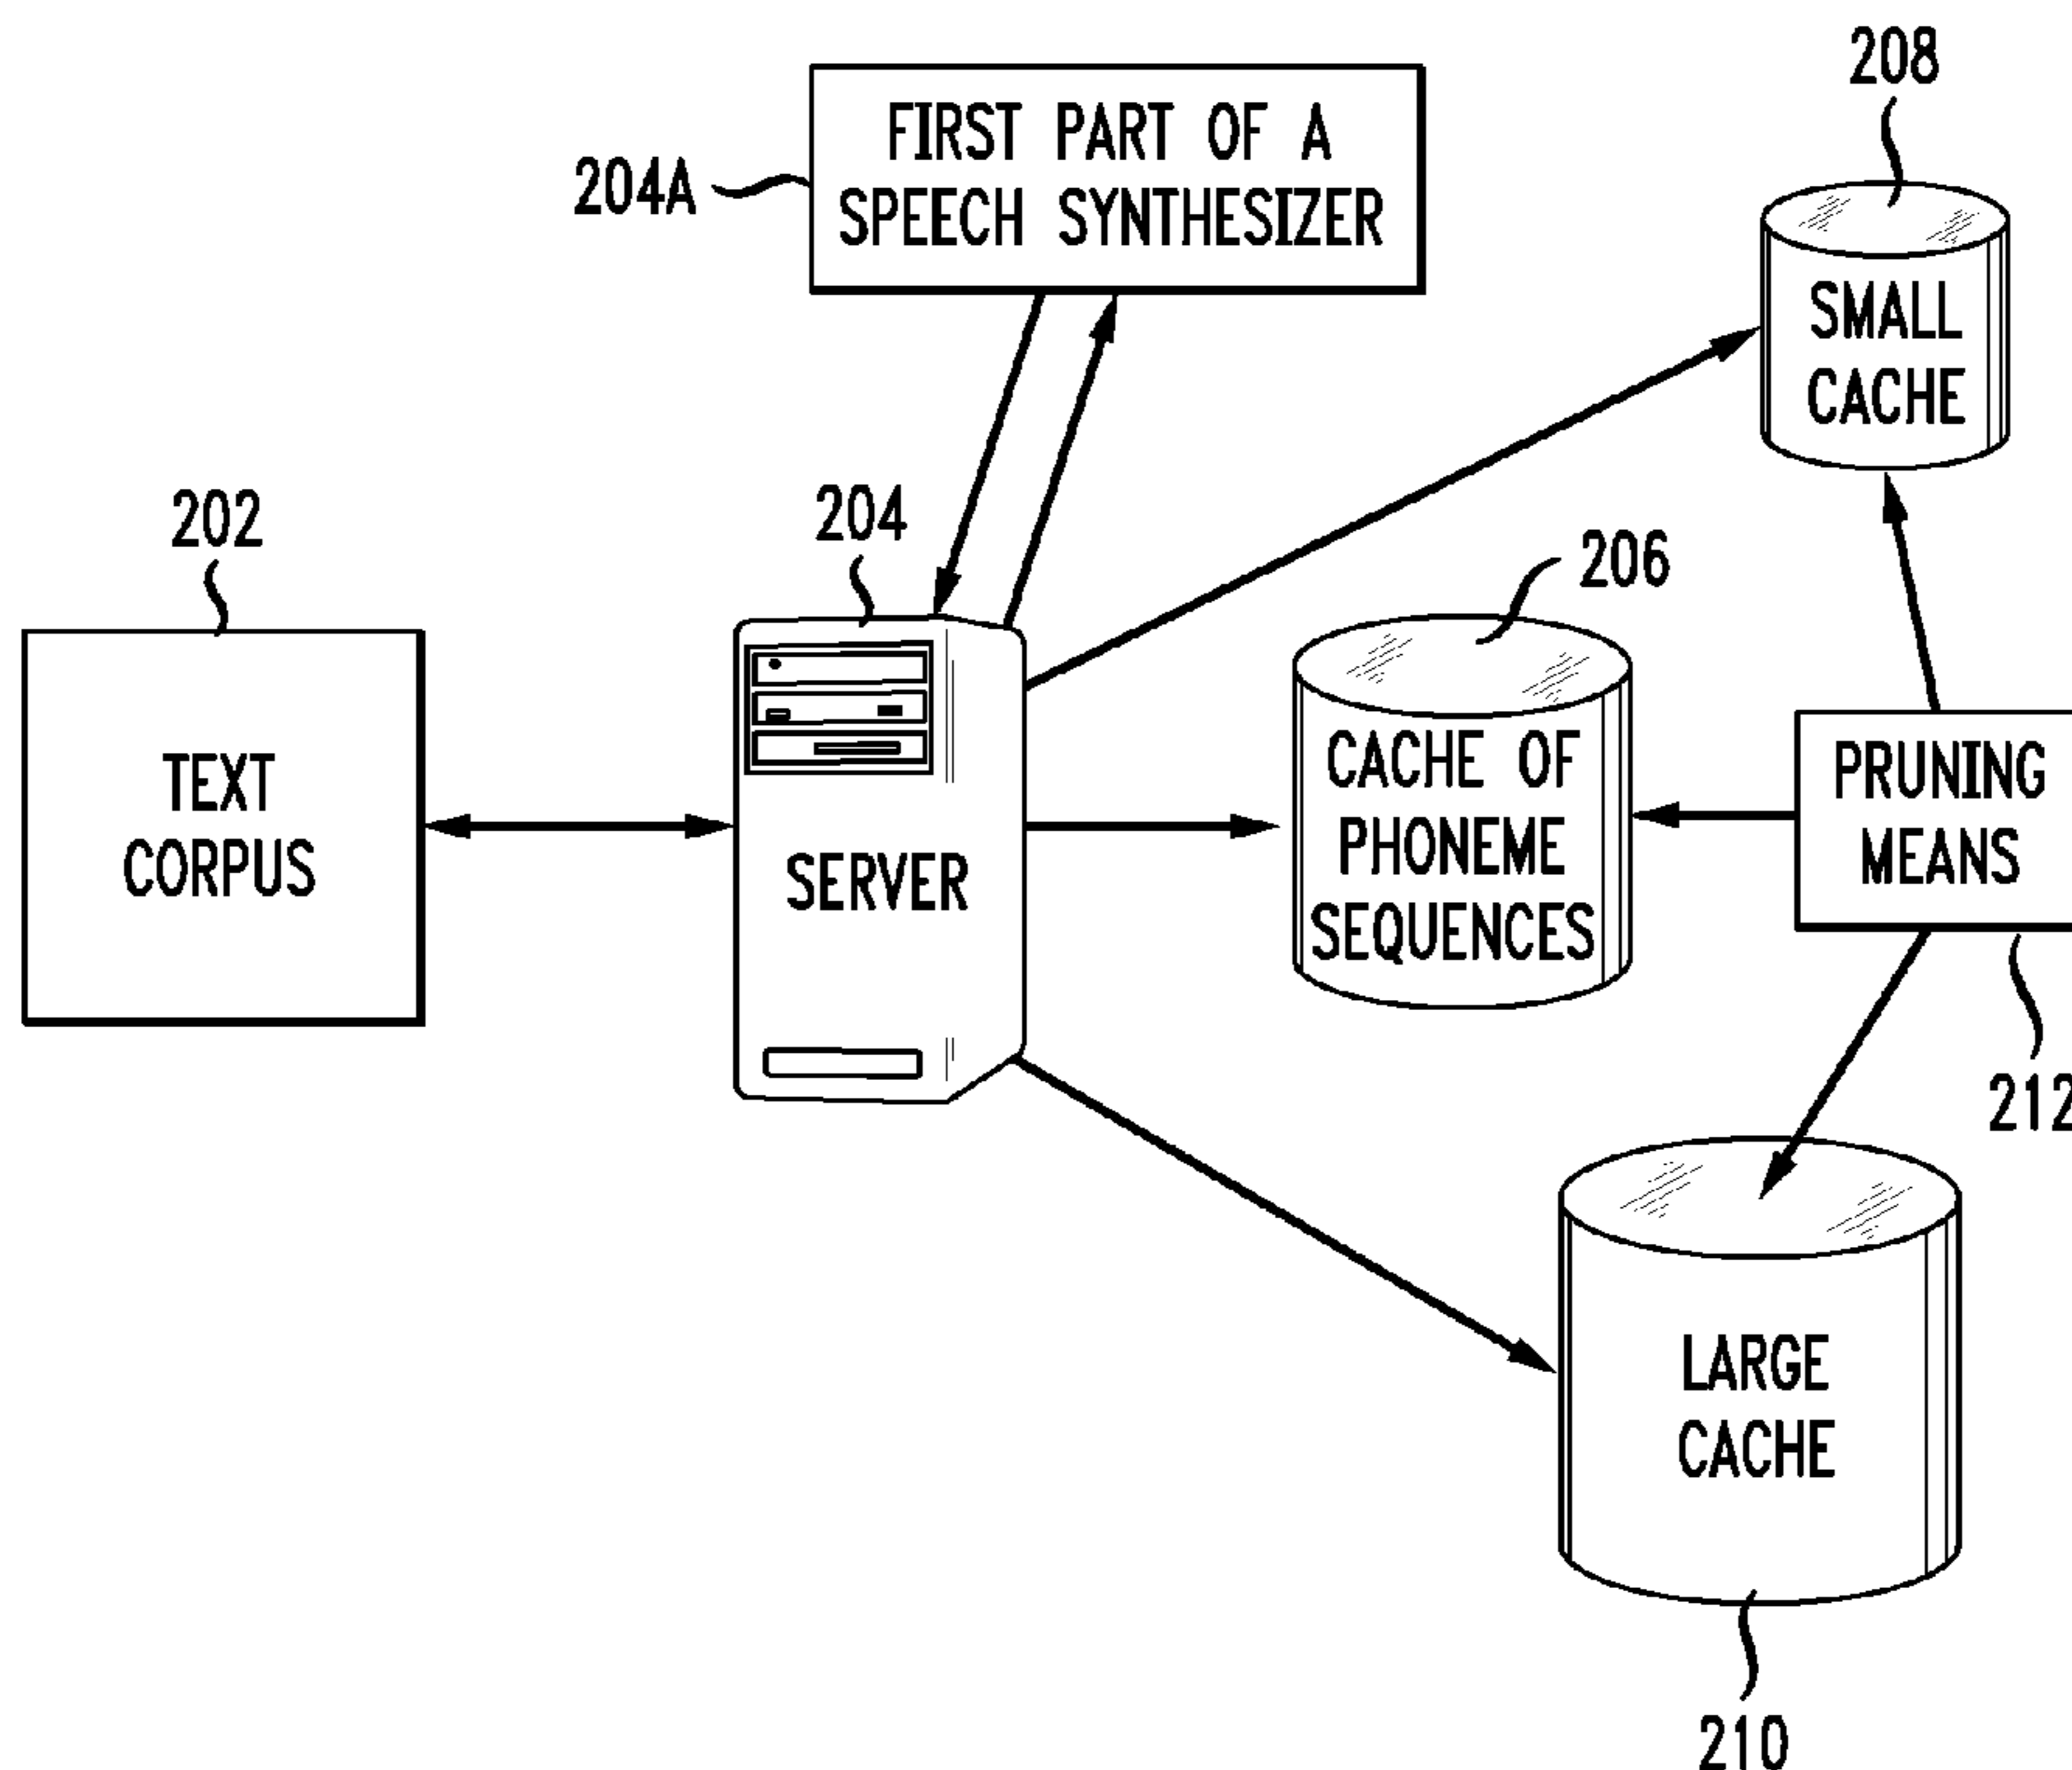 208
FIRST PART OF A
SPEECH SYNTHESIZER
204A
SMALL
CACHE
202
204
206
TEXT
CORPUS
SERVER
CACHE OF
PHONEME
SEQUENCES
PRUNING
MEANS
212
LARGE
CACHE
210